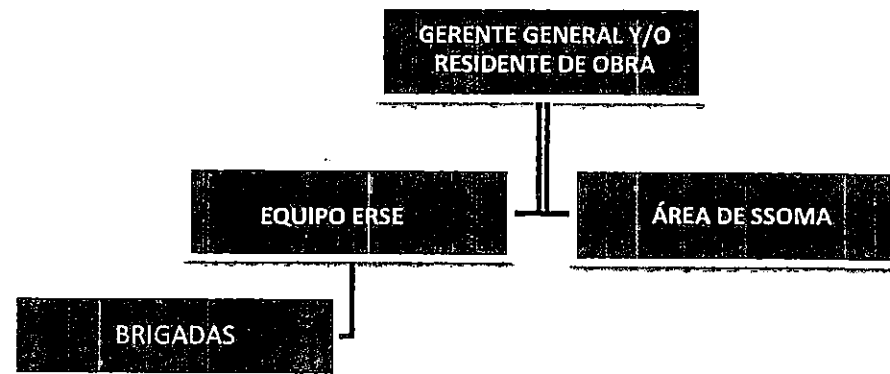 GERENTE GENERAL Y/O
RESIDENTE DE OBRA
EQUIPO ERSE
ÁREA DE SSOMA
BRIGADAS